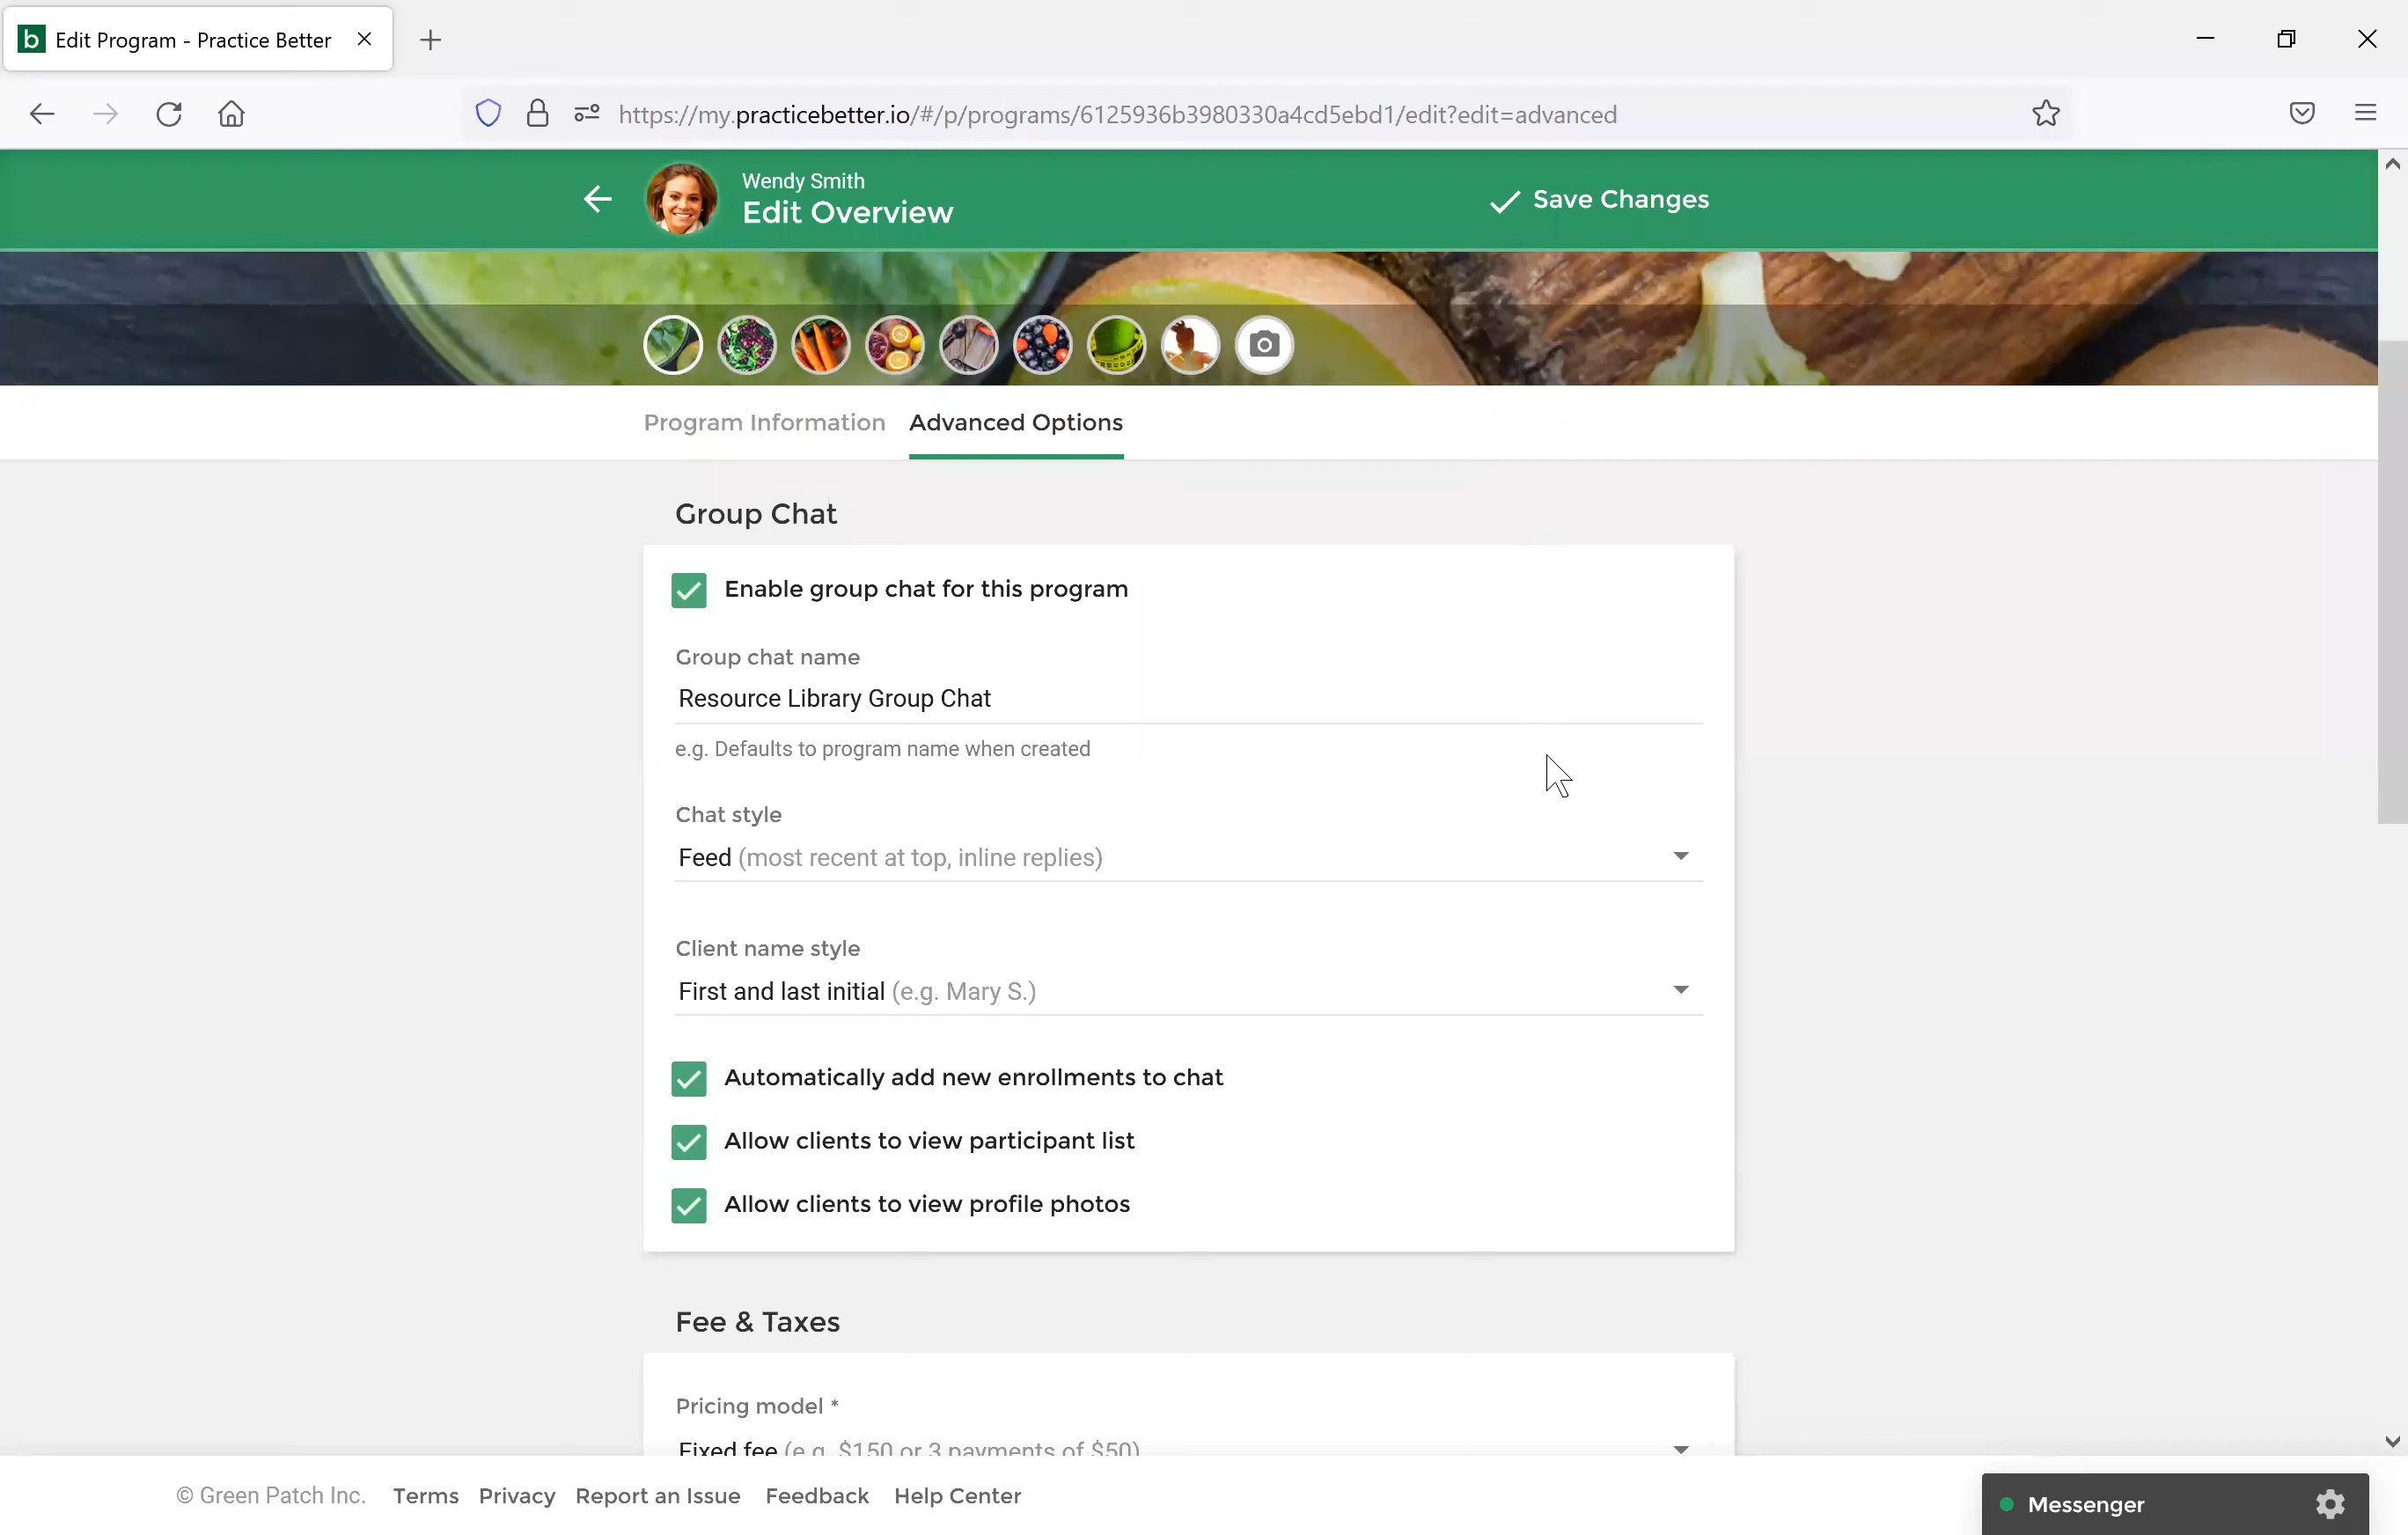 b Edit Program - Practice Better
https://my.practicebetter.io/#/p/programs/6125936b3980330a4cd5ebd1/edit?edit=advanced
Wendy Smith
Edit Overview
Save Changes
Program Information Advanced Options
Group Chat
Enable group chat for this program
Group chat name
Resource Library Group Chat
e.g. Defaults to program name when created
Chat style
Feed (most recent at top, inline replies)
Client name style
First and last initial (e.g. Mary S.)
Automatically add new enrollments to chat
Allow clients to view participant list
Allow clients to view profile photos
Fee & Taxes
Pricing model *
Fixed fee (e.g. $150 or 3 payments of $50)
© Green Patch Inc. Terms Privacy Report an Issue Feedback Help Center
Messenger